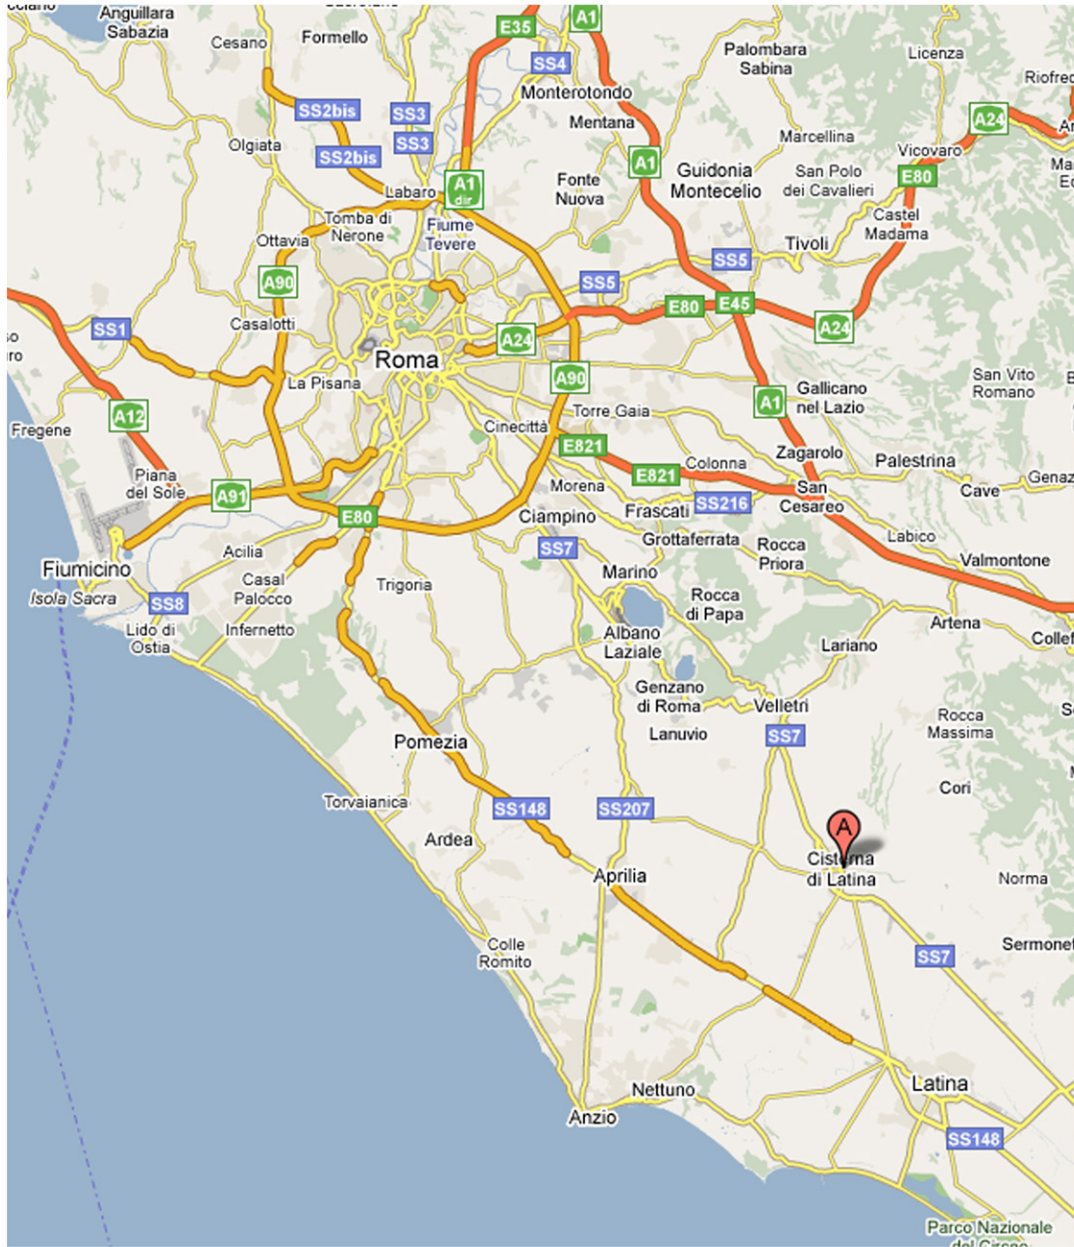 Anguillara
Sabazia
Cesano
Formello
E35
A1
SS4
Palombara
Sabina
Licenza
SS2bis
SS3
Monterotondo
Mentana
A24
Olgiata
SS2bis
SS3
A1
Marcellina
Vicovaro
Labaro
A1
dir
Fonte
Nuova
Guidonia
Montecelio
San Polo
dei Cavalieri
E80
Tomba di
Nerone
Fiume
Tevere
Castel
Madama
Ottavia
Tivoli
SS5
A90
SS5
SS1
Casalotti
E80
E45
A24
A24
Roma
La Pisana
A90
San Vito
Romano
A12
Gallicano
nel Lazio
A1
Torre Gaia
Fregene
Cinecittà
E821
Zagarolo
Palestrina
Piana
del Sole
E821
Colonna
A91
Morena
San
Cesareo
Cave
SS216
Frascati
E80
Ciampino
Grottaferrata
Labico
Acilia
SS7
Rocca
Priora
Valmontone
Fiumicino
Casal
Palocco
Trigoria
Marino
Isola Sacra
SS8
Rocca
di Papa
Lido di
Ostia
Infernetto
Albano
Laziale
Lariano
Artena
Genzano
di Roma
Velletri
Pomezia
Lanuvio
SS7
Rocca
Massima
Cori
Torvaianica
SS148
SS207
Ardea
A
Cisterna
di Latina
Aprilia
Norma
Colle
Romito
SS7
Nettuno
Latina
Anzio
SS148
Parco Nazionale
del Circeo